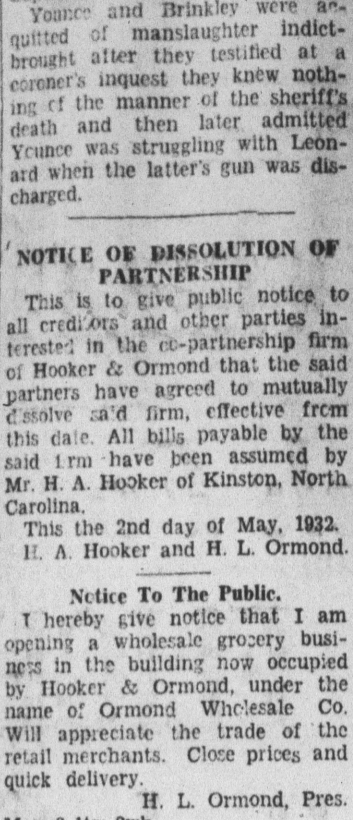 Younce and Brinkley were ac-
quitted of manslaughter indict-
brought after they testified at a
coroner's inquest they knew noth-
ing of the manner of the sheriff's
death and then later admitted
Younce was struggling with Leon-
ard when the latter's gun was dis-
charged.
NOTICE OF DISSOLUTION OF
PARTNERSHIP
This is to give public notice to
all creditors and other parties in-
terested in the co-partnership firm
of Hooker & Ormond that the said
partners have agreed to mutually
dissolve said firm, effective from
this date. All bills payable by the
said firm have been assumed by
Mr. H. A. Hooker of Kinston, North
Carolina.
This the 2nd day of May, 1932.
H. A. Hooker and H. L. Ormond.
Notice To The Public.
I hereby give notice that I am
opening a wholesale grocery busi-
ness in the building now occupied
by Hooker & Ormond, under the
name of Ormond Wholesale Co.
Will appreciate the trade of the
retail merchants. Close prices and
quick delivery.
H. L. Ormond, Pres.